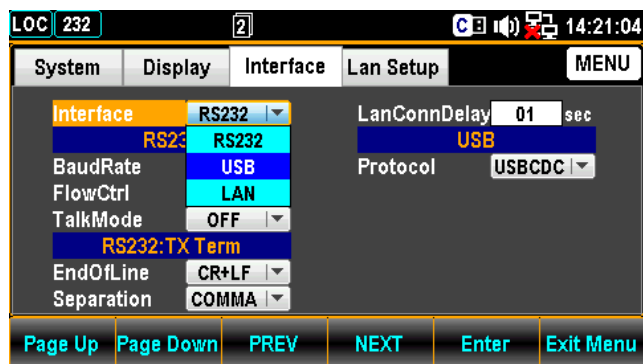 LOC 232 2 C 14:21:04
System Display Interface Lan Setup MENU
Interface RS232 LanConnDelay 01 sec
RS23 RS232 USB
BaudRate USB Protocol USBCDC
FlowCtrl LAN
TalkMode OFF
RS232:TX Term
EndOfLine CR+LF
Separation COMMA
Page Up Page Down PREV NEXT Enter Exit Menu